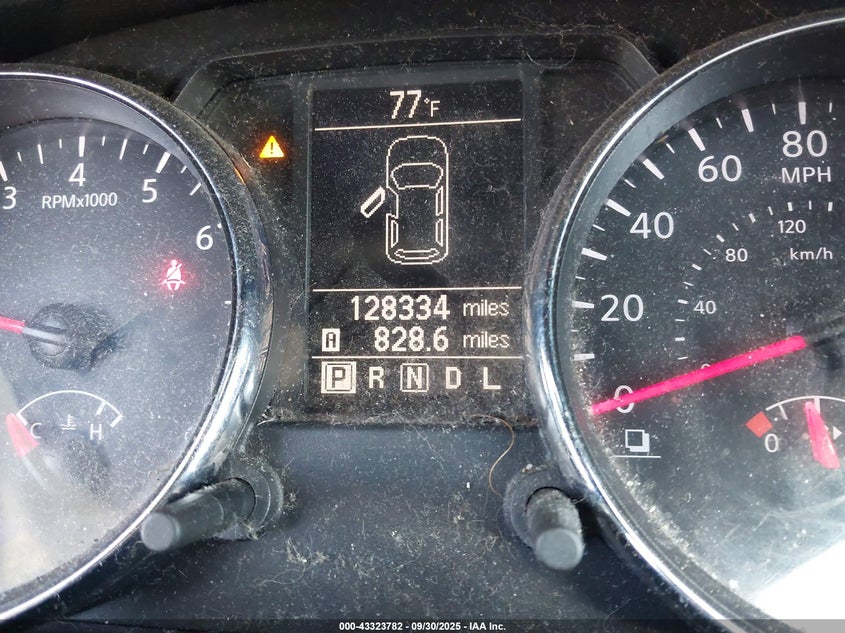 77°F
3 4 5 6
RPMx1000
20 40 60 80
MPH
40 80 120
km/h
128334 miles
A 828.6 miles
P R N D L
C H
0
0
000-43323782 - 09/30/2025 - IAA Inc.